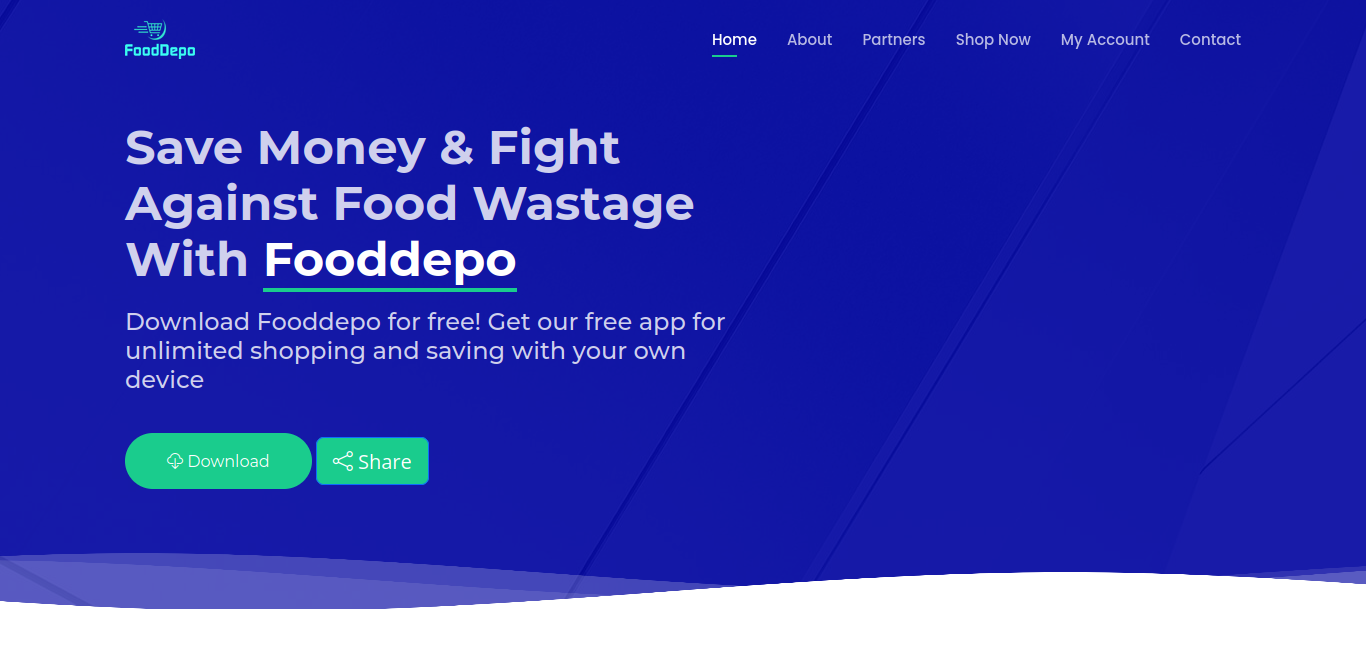 FoodDepo
Home About Partners Shop Now My Account Contact
Save Money & Fight
Against Food Wastage
With Fooddepo
Download Fooddepo for free! Get our free app for
unlimited shopping and saving with your own
device
Download Share